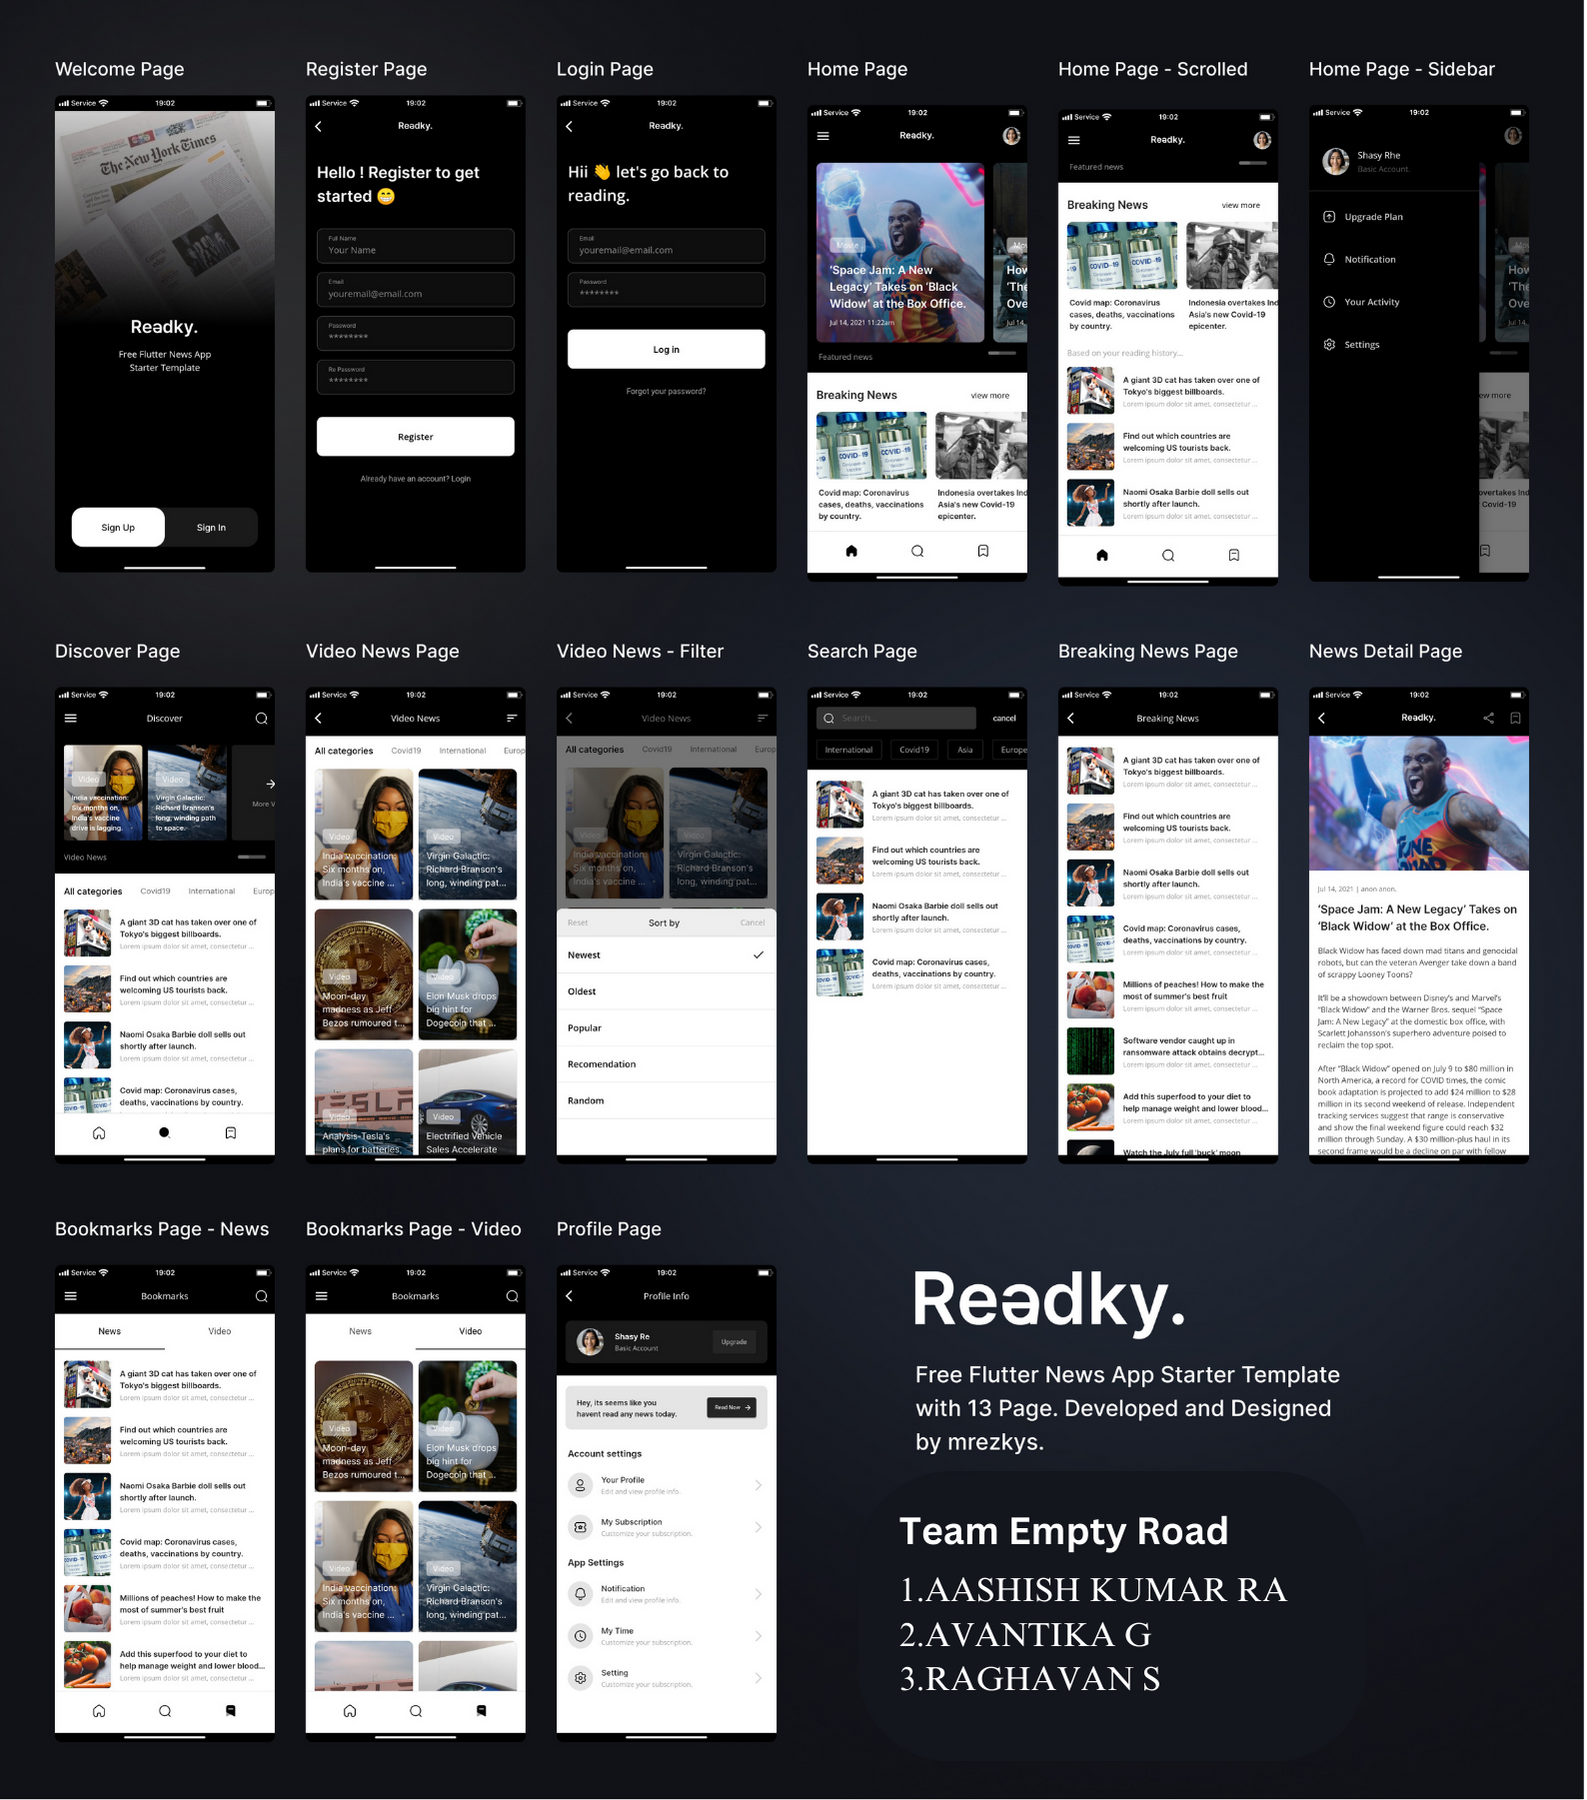 Welcome Page
Service 19:02
The New York Times
Readky.
Free Flutter News App
Starter Template
Sign Up
Sign In
Register Page
Service 19:02
Readky.
Hello ! Register to get
started 😁
Full Name
Your Name
Email
youremail@email.com
Password
********
Re Password
********
Register
Already have an account? Login
Login Page
Service 19:02
Readky.
Hii 👋 let's go back to
reading.
Email
youremail@email.com
Password
********
Log in
Forgot your password?
Home Page
Service 19:02
Readky.
Movie
'Space Jam: A New
Legacy' Takes on 'Black
Widow' at the Box Office.
Jul 14, 2021 11:22am
Mov
How
'The
Ove
Jul 14,
Featured news
Breaking News
view more
Covid map: Coronavirus
cases, deaths, vaccinations
by country.
Indonesia overtakes Ind
Asia's new Covid-19
epicenter.
Home Page - Scrolled
Service 19:02
Readky.
Featured news
Breaking News
view more
Covid map: Coronavirus
cases, deaths, vaccinations
by country.
Indonesia overtakes Ind
Asia's new Covid-19
epicenter.
Based on your reading history...
A giant 3D cat has taken over one of
Tokyo's biggest billboards.
Lorem ipsum dolor sit amet, consectetur ...
Find out which countries are
welcoming US tourists back.
Lorem ipsum dolor sit amet, consectetur ...
Naomi Osaka Barbie doll sells out
shortly after launch.
Lorem ipsum dolor sit amet, consectetur ...
Home Page - Sidebar
Service 19:02
Shasy Rhe
Basic Account.
Upgrade Plan
Notification
Your Activity
Settings
Mov
How
'The
Ove
Jul 14,
ew more
vertakes Ind
Covid-19
Discover Page
Service 19:02
Discover
Video
India vaccination:
Six months on,
India's vaccine
drive is lagging.
Video
Virgin Galactic:
Richard Branson's
long, winding path
to space.
More V
Video News
All categories Covid19 International Europ
A giant 3D cat has taken over one of
Tokyo's biggest billboards.
Lorem ipsum dolor sit amet, consectetur ...
Find out which countries are
welcoming US tourists back.
Lorem ipsum dolor sit amet, consectetur ...
Naomi Osaka Barbie doll sells out
shortly after launch.
Lorem ipsum dolor sit amet, consectetur ...
Covid map: Coronavirus cases,
deaths, vaccinations by country.
Video News Page
Service 19:02
Video News
All categories Covid19 International Europ
Video
India vaccination:
Six months on,
India's vaccine ...
Video
Virgin Galactic:
Richard Branson's
long, winding pat...
Video
Moon-day
madness as Jeff
Bezos rumoured t...
Video
Elon Musk drops
big hint for
Dogecoin that ...
Video
Analysis-Tesla's
plans for batteries,
Video
Electrified Vehicle
Sales Accelerate
Video News - Filter
Service 19:02
Video News
All categories Covid19 International Europ
Video
India vaccination:
Six months on,
India's vaccine ...
Video
Virgin Galactic:
Richard Branson's
long, winding pat...
Reset
Sort by
Cancel
Newest
Oldest
Popular
Recomendation
Random
Search Page
Service 19:02
Search...
cancel
International Covid19 Asia Europe
A giant 3D cat has taken over one of
Tokyo's biggest billboards.
Lorem ipsum dolor sit amet, consectetur ...
Find out which countries are
welcoming US tourists back.
Lorem ipsum dolor sit amet, consectetur ...
Naomi Osaka Barbie doll sells out
shortly after launch.
Lorem ipsum dolor sit amet, consectetur ...
Covid map: Coronavirus cases,
deaths, vaccinations by country.
Lorem ipsum dolor sit amet, consectetur ...
Breaking News Page
Service 19:02
Breaking News
A giant 3D cat has taken over one of
Tokyo's biggest billboards.
Lorem ipsum dolor sit amet, consectetur ...
Find out which countries are
welcoming US tourists back.
Lorem ipsum dolor sit amet, consectetur ...
Naomi Osaka Barbie doll sells out
shortly after launch.
Lorem ipsum dolor sit amet, consectetur ...
Covid map: Coronavirus cases,
deaths, vaccinations by country.
Lorem ipsum dolor sit amet, consectetur ...
Millions of peaches! How to make the
most of summer's best fruit
Lorem ipsum dolor sit amet, consectetur ...
Software vendor caught up in
ransomware attack obtains decrypt...
Lorem ipsum dolor sit amet, consectetur ...
Add this superfood to your diet to
help manage weight and lower blood...
Lorem ipsum dolor sit amet, consectetur ...
Watch the July full 'buck' moon
News Detail Page
Service 19:02
Readky.
Jul 14, 2021 | anon anon.
'Space Jam: A New Legacy' Takes on
'Black Widow' at the Box Office.
Black Widow has faced down mad titans and genocidal
robots, but can the veteran Avenger take down a band
of scrappy Looney Toons?
It'll be a showdown between Disney's and Marvel's
"Black Widow" and the Warner Bros. sequel "Space
Jam: A New Legacy" at the domestic box office, with
Scarlett Johansson's superhero adventure poised to
reclaim the top spot.
After "Black Widow" opened on July 9 to $80 million in
North America, a record for COVID times, the comic
book adaptation is projected to add $24 million to $28
million in its second weekend of release. Independent
tracking services suggest that range is conservative
and show the final weekend figure could reach $32
million through Sunday. A $30 million-plus haul in its
second frame would be a decline on par with fellow
Bookmarks Page - News
Service 19:02
Bookmarks
News
Video
A giant 3D cat has taken over one of
Tokyo's biggest billboards.
Lorem ipsum dolor sit amet, consectetur ...
Find out which countries are
welcoming US tourists back.
Lorem ipsum dolor sit amet, consectetur ...
Naomi Osaka Barbie doll sells out
shortly after launch.
Lorem ipsum dolor sit amet, consectetur ...
Covid map: Coronavirus cases,
deaths, vaccinations by country.
Lorem ipsum dolor sit amet, consectetur ...
Millions of peaches! How to make the
most of summer's best fruit
Lorem ipsum dolor sit amet, consectetur ...
Add this superfood to your diet to
help manage weight and lower blood...
Lorem ipsum dolor sit amet, consectetur ...
Bookmarks Page - Video
Service 19:02
Bookmarks
News
Video
Video
Moon-day
madness as Jeff
Bezos rumoured t...
Video
Elon Musk drops
big hint for
Dogecoin that ...
Video
India vaccination:
Six months on,
India's vaccine ...
Video
Virgin Galactic:
Richard Branson's
long, winding pat...
Profile Page
Service 19:02
Profile Info
Shasy Re
Basic Account
Upgrade
Hey, its seems like you
havent read any news today.
Read Now
Account settings
Your Profile
Edit and view profile info.
My Subscription
Customize your subscription.
App Settings
Notification
Edit and view profile info.
My Time
Customize your subscription.
Setting
Customize your subscription.
Readky.
Free Flutter News App Starter Template
with 13 Page. Developed and Designed
by mrezkys.
Team Empty Road
1.AASHISH KUMAR RA
2.AVANTIKA G
3.RAGHAVAN S